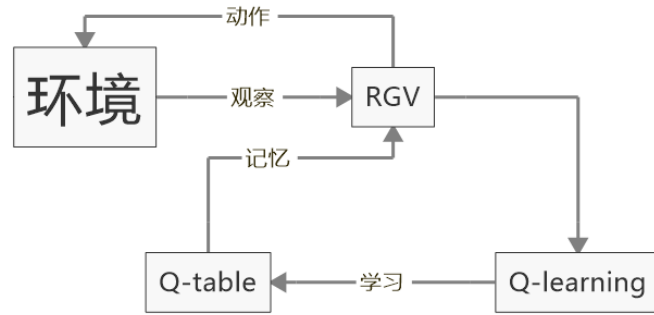 动作
环境
观察
RGV
记忆
Q-table
学习
Q-learning